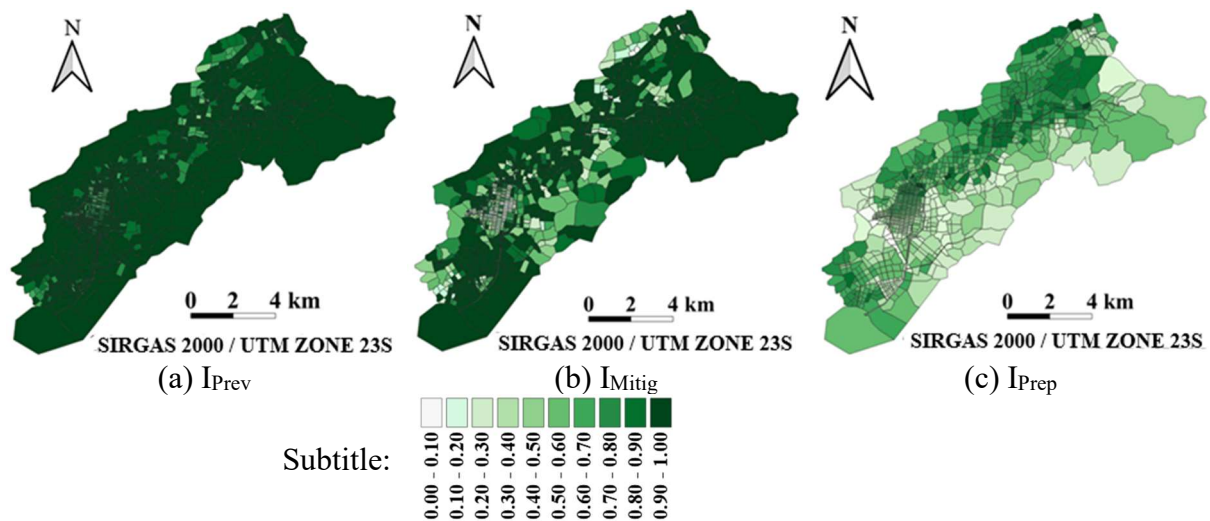 N
N
N
0 2 4 km
0 2 4 km
0 2 4 km
SIRGAS 2000 / UTM ZONE 23S
SIRGAS 2000 / UTM ZONE 23S
SIRGAS 2000 / UTM ZONE 23S
(a) IPrev
(b) IMitig
(c) IPrep
Subtitle:
0.00 - 0.10
0.10 - 0.20
0.20 - 0.30
0.30 - 0.40
0.40 - 0.50
0.50 - 0.60
0.60 - 0.70
0.70 - 0.80
0.80 - 0.90
0.90 - 1.00